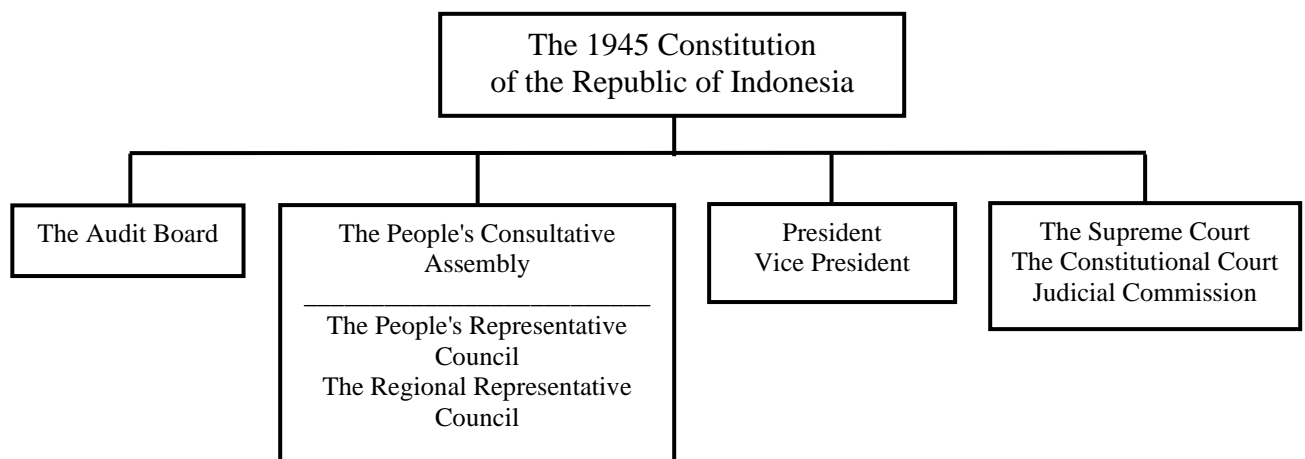 The 1945 Constitution
of the Republic of Indonesia
The Audit Board
The People's Consultative
Assembly
The People's Representative
Council
The Regional Representative
Council
President
Vice President
The Supreme Court
The Constitutional Court
Judicial Commission